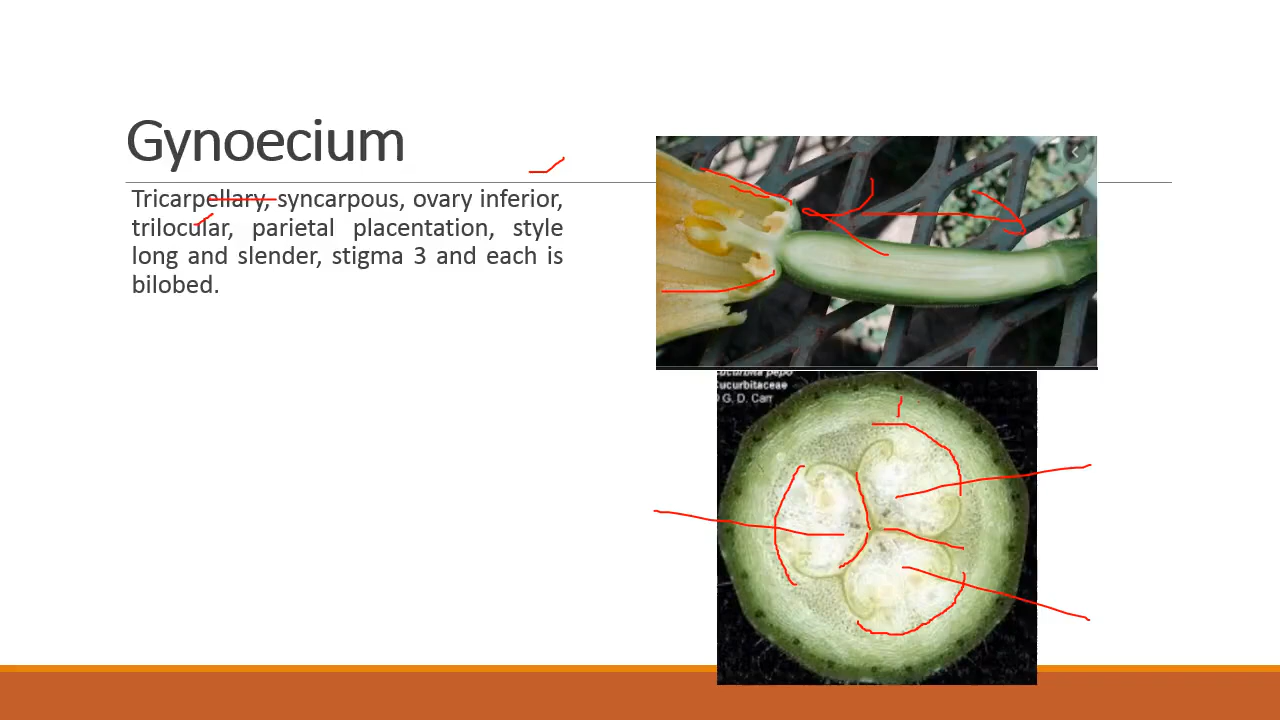 Gynoecium
Tricarpellary, syncarpous, ovary inferior,
trilocular, parietal placentation, style
long and slender, stigma 3 and each is
bilobed.
Cucurbita pepo
Cucurbitaceae
© G. D. Carr